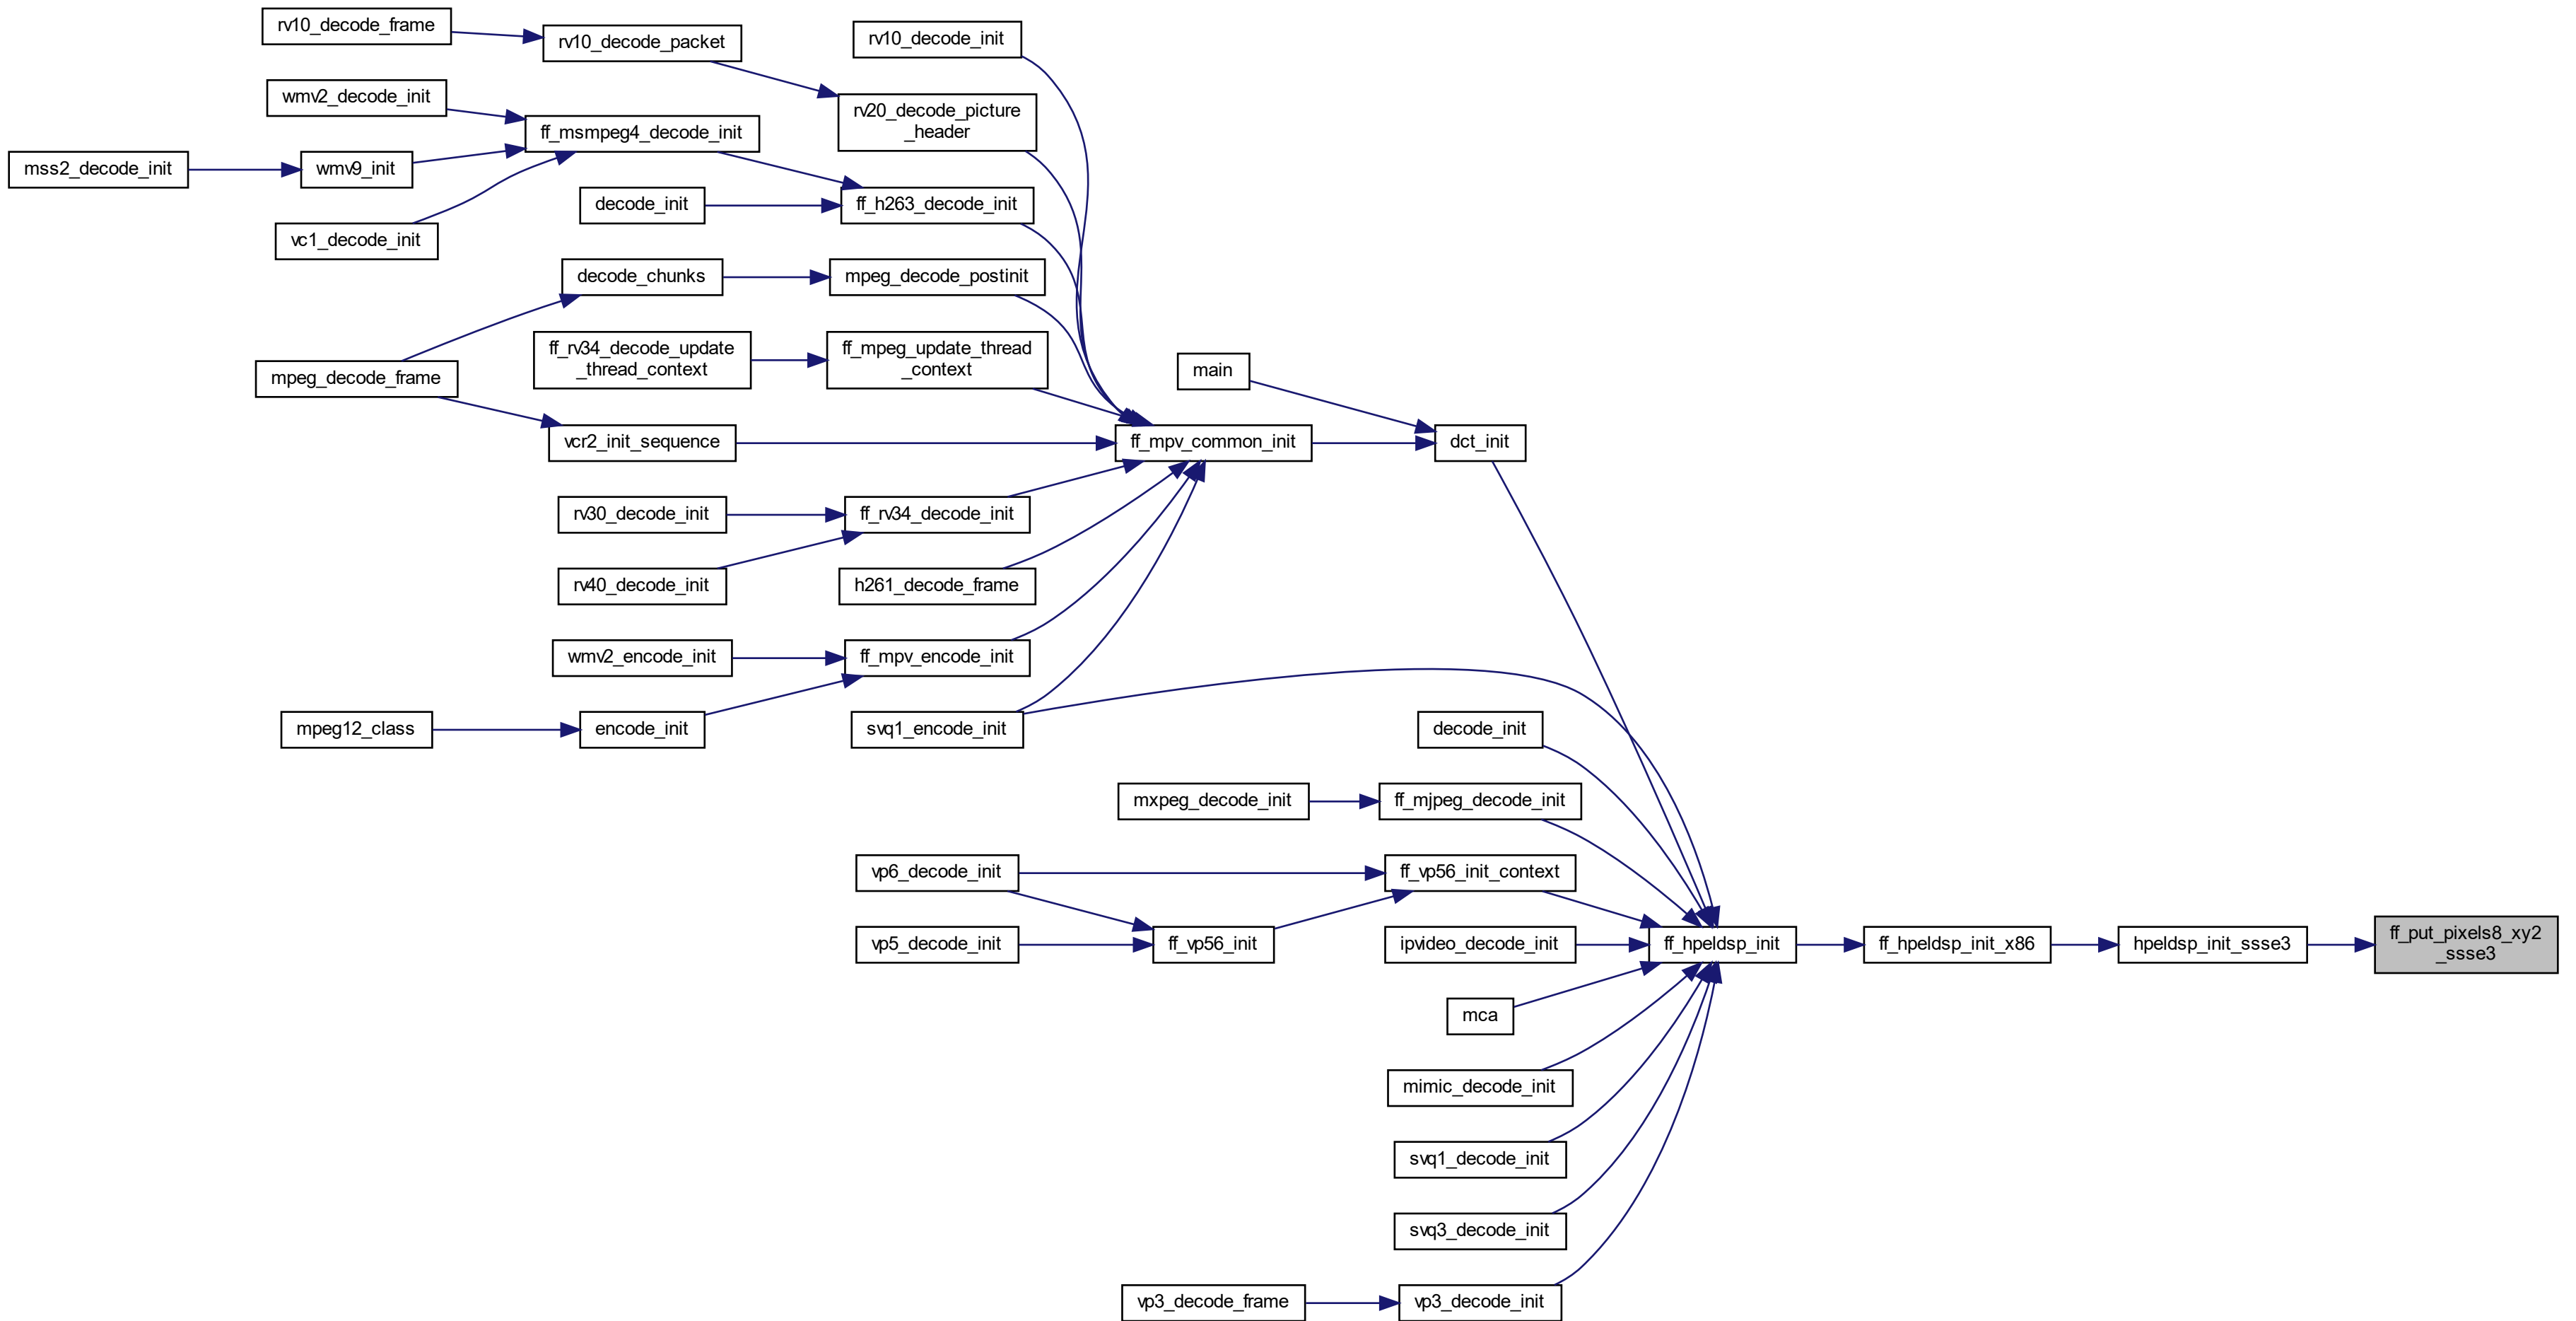 rv10_decode_frame
rv10_decode_packet
rv10_decode_init
wmv2_decode_init
rv20_decode_picture
_header
ff_msmpeg4_decode_init
mss2_decode_init
wmv9_init
decode_init
ff_h263_decode_init
vc1_decode_init
decode_chunks
mpeg_decode_postinit
ff_rv34_decode_update
_thread_context
ff_mpeg_update_thread
_context
main
mpeg_decode_frame
vcr2_init_sequence
ff_mpv_common_init
dct_init
rv30_decode_init
ff_rv34_decode_init
rv40_decode_init
h261_decode_frame
wmv2_encode_init
ff_mpv_encode_init
mpeg12_class
encode_init
svq1_encode_init
decode_init
mxpeg_decode_init
ff_mjpeg_decode_init
vp6_decode_init
ff_vp56_init_context
vp5_decode_init
ff_vp56_init
ipvideo_decode_init
ff_hpeldsp_init
ff_hpeldsp_init_x86
hpeldsp_init_ssse3
ff_put_pixels8_xy2
_ssse3
mca
mimic_decode_init
svq1_decode_init
svq3_decode_init
vp3_decode_frame
vp3_decode_init